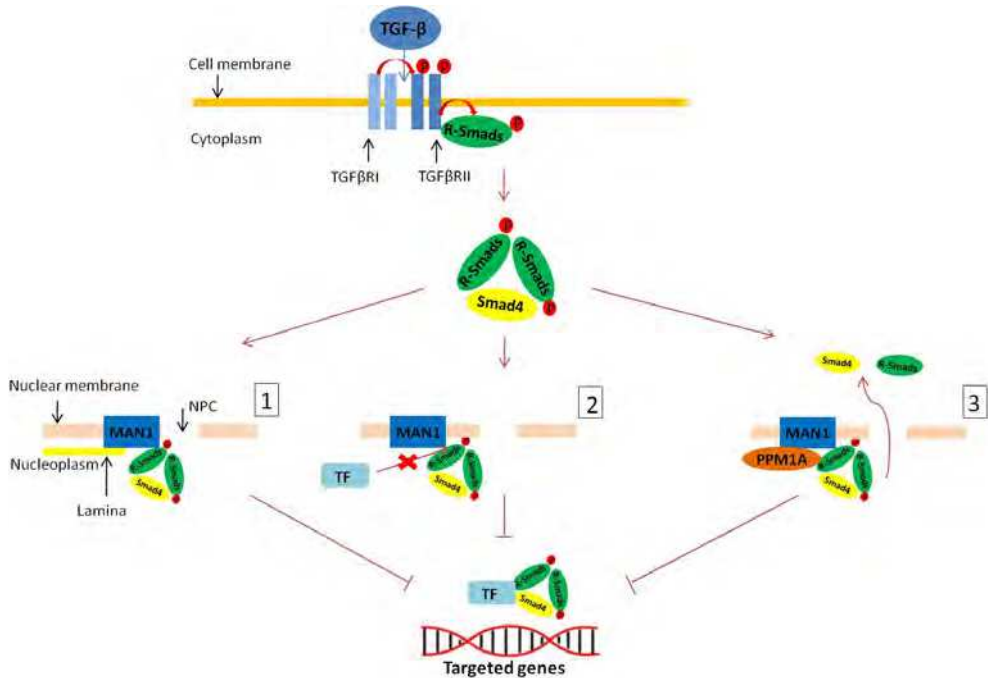 TGF-β
P P
Cell membrane
R-Smads
P
Cytoplasm
TGFβRI
TGFβRII
P
R-Smads
R-Smads
Smad4
P
Smad4
R-Smads
Nuclear membrane
NPC
1
2
3
MAN1
MAN1
MAN1
Nucleoplasm
R-Smads
R-Smads
Smad4
Lamina
TF
R-Smads
R-Smads
Smad4
PPM1A
R-Smads
R-Smads
Smad4
TF
R-Smads
R-Smads
Smad4
Targeted genes